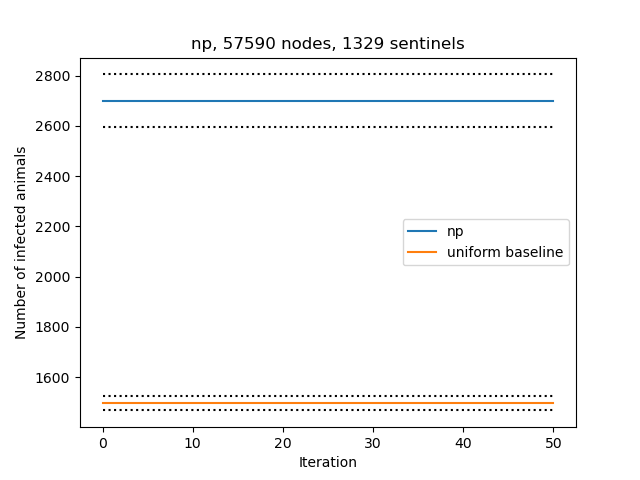 np, 57590 nodes, 1329 sentinels
2800
2600
2400
2200
2000
1800
1600
Number of infected animals
np
uniform baseline
0 10 20 30 40 50
Iteration